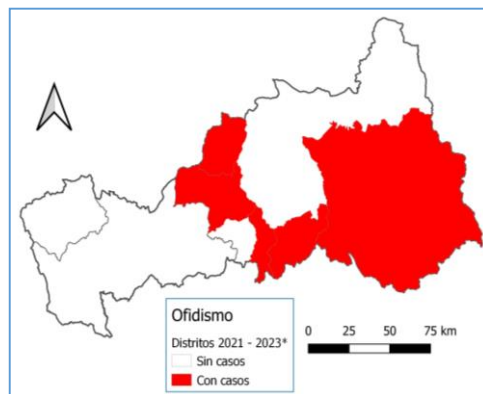 Ofidismo
Distritos 2021 - 2023*
Sin casos
Con casos
0 25 50 75 km